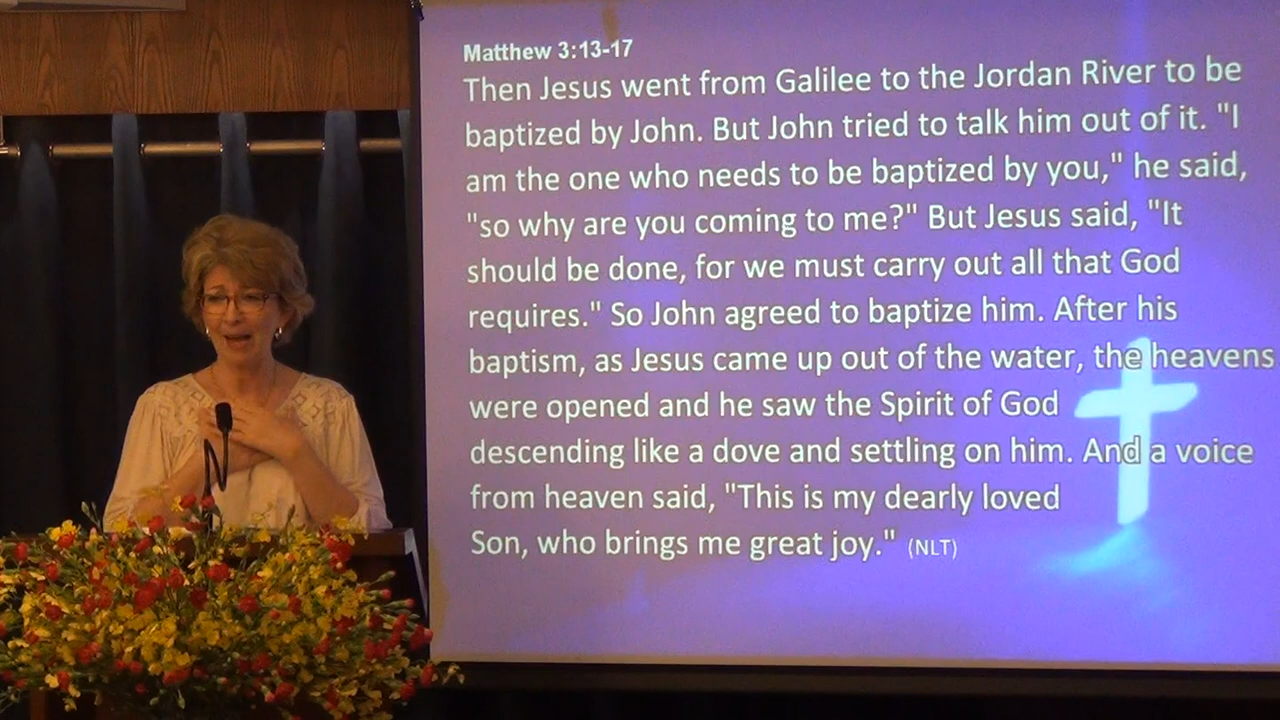 Matthew 3:13-17
Then Jesus went from Galilee to the Jordan River to be
baptized by John. But John tried to talk him out of it. "I
am the one who needs to be baptized by you," he said,
"so why are you coming to me?" But Jesus said, "It
should be done, for we must carry out all that God
requires." So John agreed to baptize him. After his
baptism, as Jesus came up out of the water, the heavens
were opened and he saw the Spirit of God
descending like a dove and settling on him. And a voice
from heaven said, "This is my dearly loved
Son, who brings me great joy." (NLT)